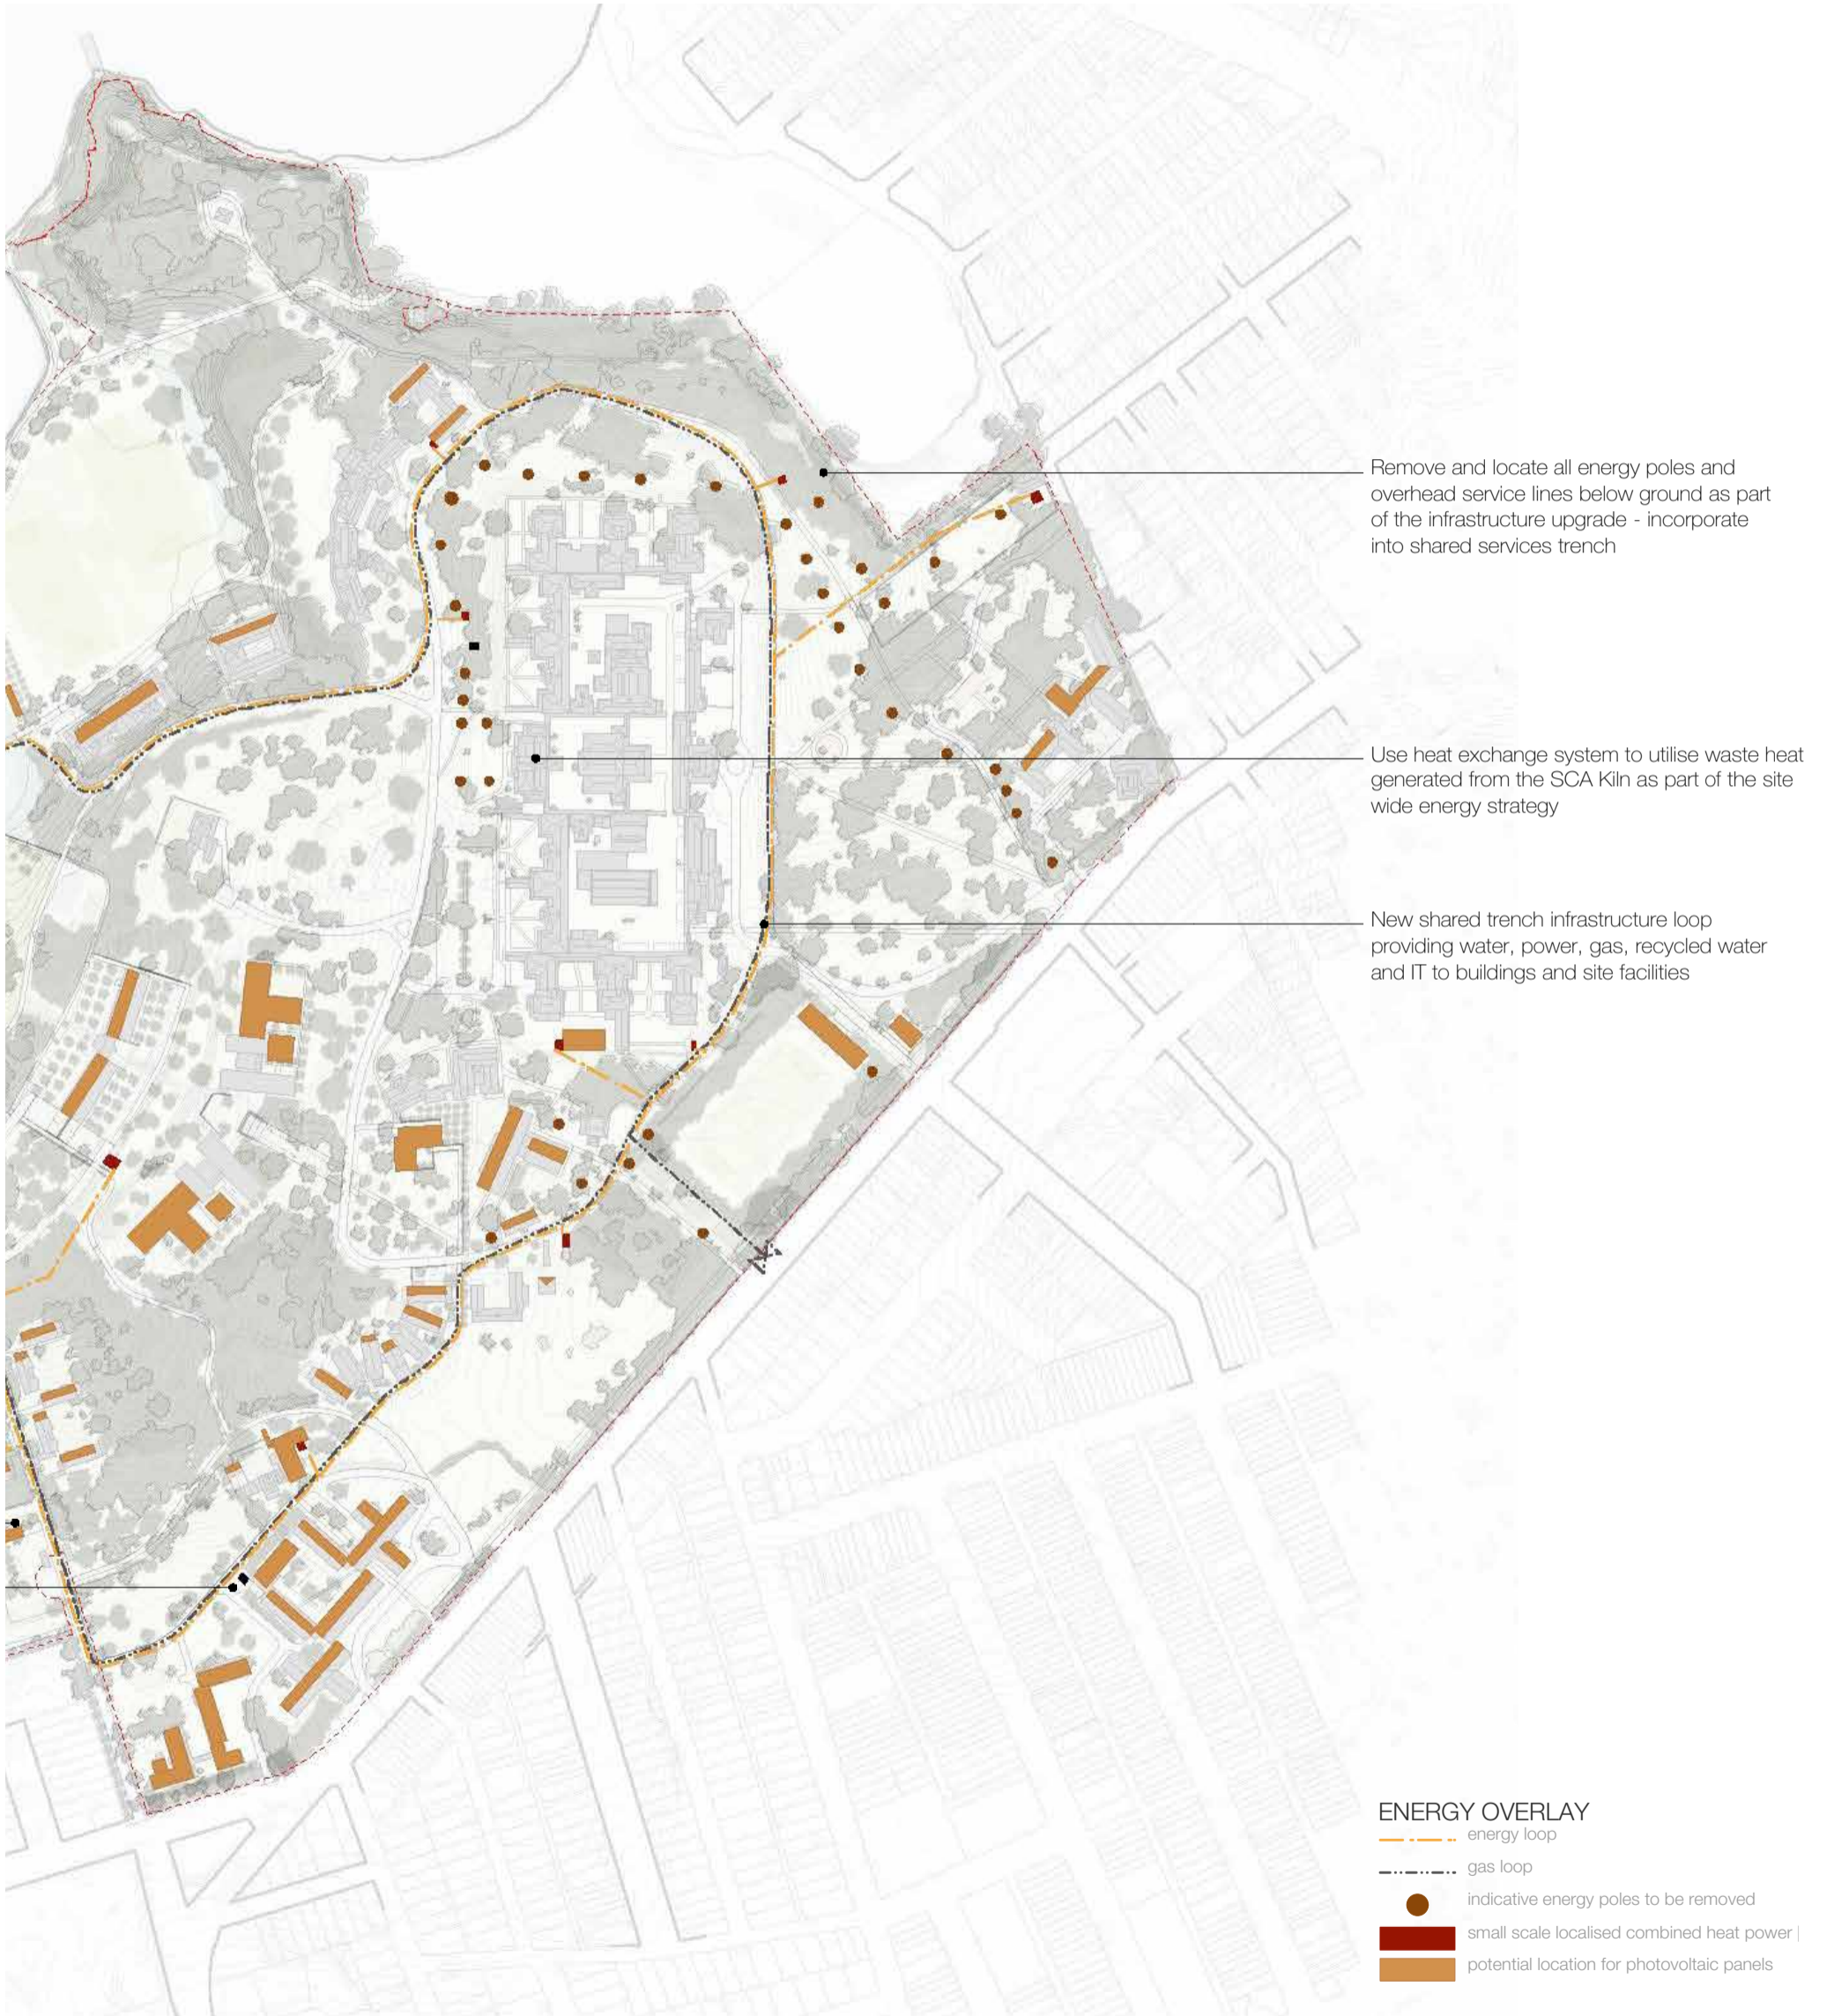 Remove and locate all energy poles and
overhead service lines below ground as part
of the infrastructure upgrade - incorporate
into shared services trench
Use heat exchange system to utilise waste heat
generated from the SCA Kiln as part of the site
wide energy strategy
New shared trench infrastructure loop
providing water, power, gas, recycled water
and IT to buildings and site facilities
ENERGY OVERLAY
energy loop
gas loop
indicative energy poles to be removed
small scale localised combined heat power
potential location for photovoltaic panels